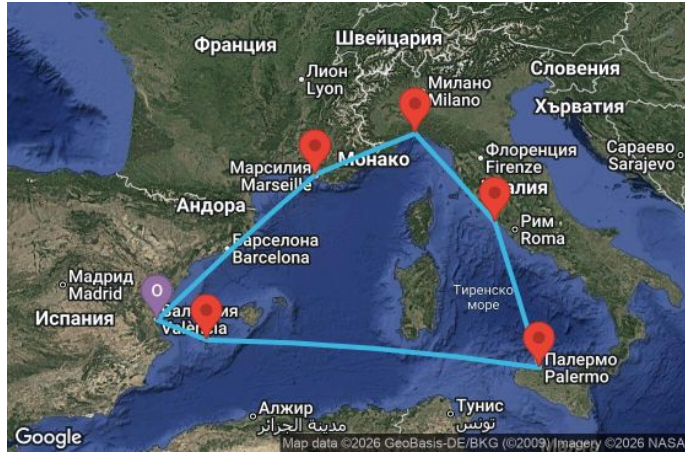 Франция
Швейцария
Словения
Лион
Lyon
Милано
Milano
Хърватия
Марсилия
Marseille
Монако
Флоренция
Firenze
Сараево
Sarajevo
Андора
Рим
Roma
Барселона
Barcelona
Мадрид
Madrid
O
Тиренско
море
Испания
València
Палермо
Palermo
Алжир
مدينة الجزائر
Тунис
تونس
Google
Map data ©2026 GeoBasis-DE/BKG (©2009) Imagery ©2026 NASA